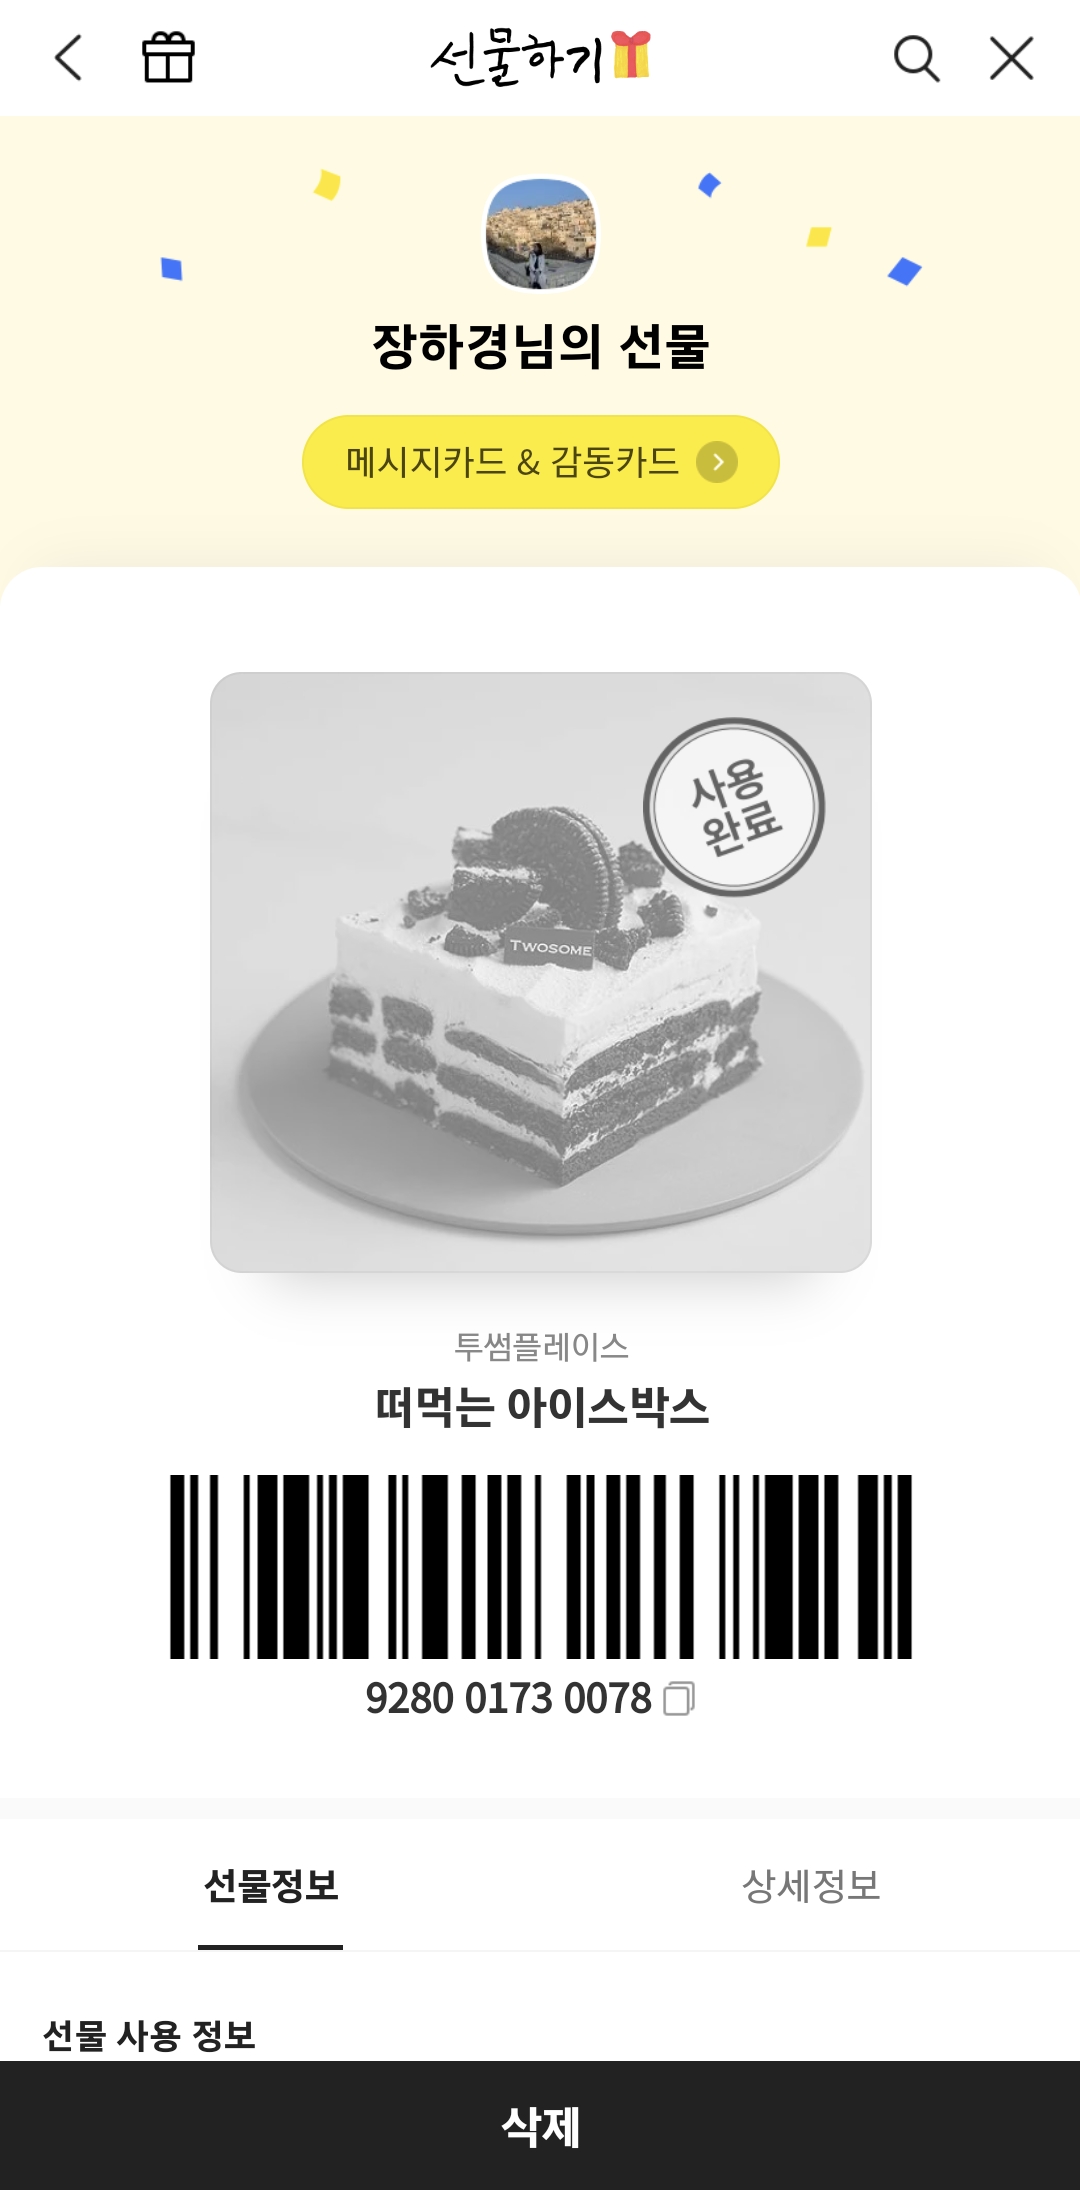 선물하기
장하경님의 선물
메시지카드 & 감동카드
사용
완료
TWOSOME
투썸플레이스
떠먹는 아이스박스
9280 0173 0078
선물정보
상세정보
선물 사용 정보
삭제